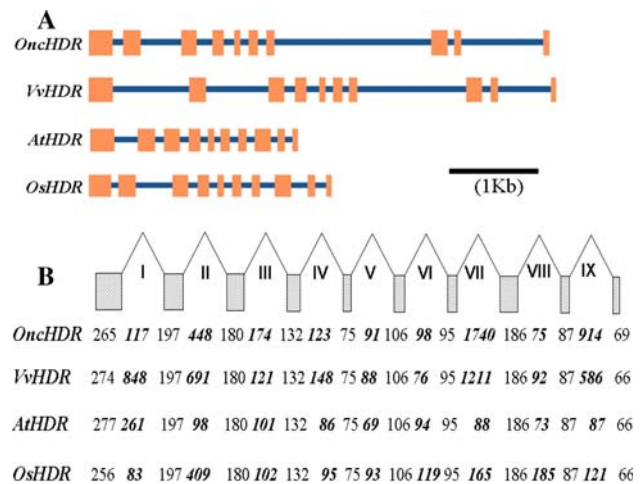 A
OncHDR
VvHDR
AtHDR
OsHDR
(1Kb)
B
I II III IV V VI VII VIII IX
OncHDR 265 117 197 448 180 174 132 123 75 91 106 98 95 1740 186 75 87 914 69
VvHDR 274 848 197 691 180 121 132 148 75 88 106 76 95 1211 186 92 87 586 66
AtHDR 277 261 197 98 180 101 132 86 75 69 106 94 95 88 186 73 87 87 66
OsHDR 256 83 197 409 180 102 132 95 75 93 106 119 95 165 186 185 87 121 66